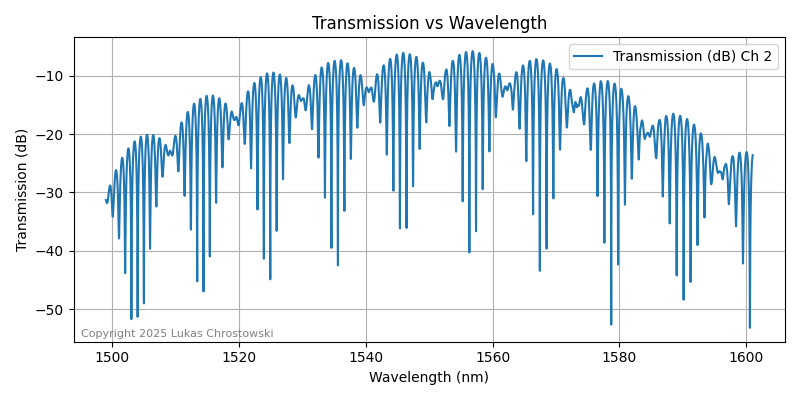 Transmission vs Wavelength
Transmission (dB) Ch 2
Transmission (dB)
−10
−20
−30
−40
−50
Copyright 2025 Lukas Chrostowski
1500 1520 1540 1560 1580 1600
Wavelength (nm)